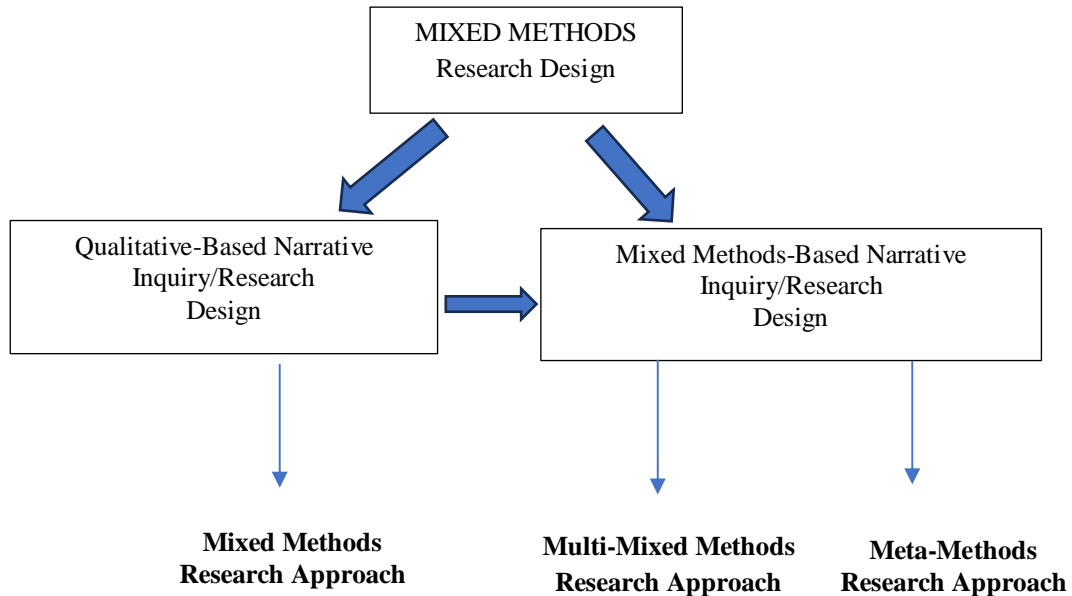 MIXED METHODS
Research Design
Qualitative-Based Narrative
Inquiry/Research
Design
Mixed Methods-Based Narrative
Inquiry/Research
Design
Mixed Methods
Research Approach
Multi-Mixed Methods
Research Approach
Meta-Methods
Research Approach